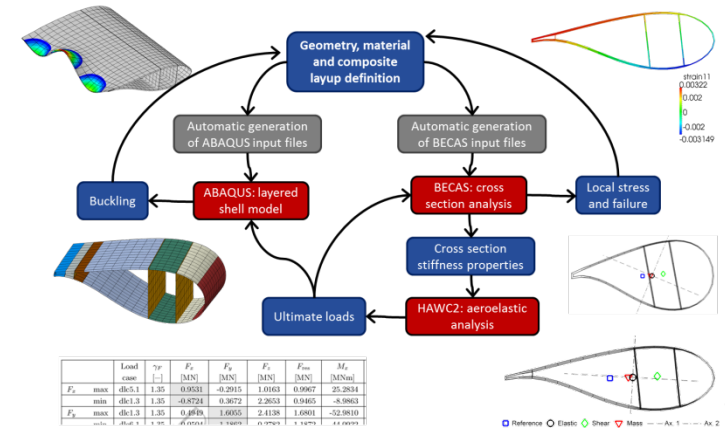 Geometry, material
and composite
layup definition
strain11
0.00322
0.002
0
-0.002
-0.003149
Automatic generation
of ABAQUS input files
Automatic generation
of BECAS input files
Buckling
ABAQUS: layered
shell model
BECAS: cross
section analysis
Local stress
and failure
Cross section
stiffness properties
Ultimate loads
HAWC2: aeroelastic
analysis
Load γF Fx Fy Fz Fres Mx
case [--] [MN] [MN] [MN] [MN] [MNm]
Fx max dlc5.1 1.35 0.9531 -0.2915 1.0163 0.9967 25.2834
min dlc1.3 1.35 -0.8724 0.3672 2.2653 0.9465 -8.9863
Fy max dlc1.3 1.35 0.4949 1.6055 2.4138 1.6801 -52.9810
Reference Elastic Shear Mass Ax. 1 Ax. 2